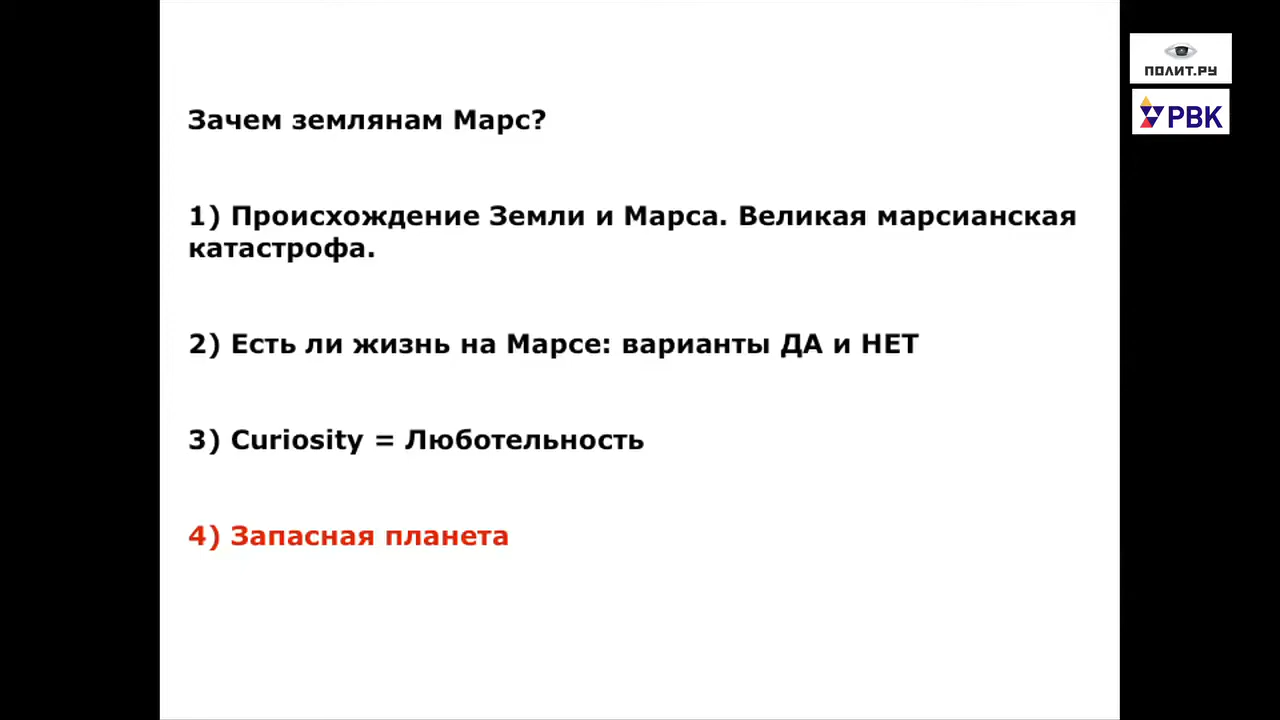 Зачем землянам Марс?
1) Происхождение Земли и Марса. Великая марсианская
катастрофа.
2) Есть ли жизнь на Марсе: варианты ДА и НЕТ
3) Curiosity = Люботельность
4) Запасная планета
ПОЛИТ.РУ
РВК